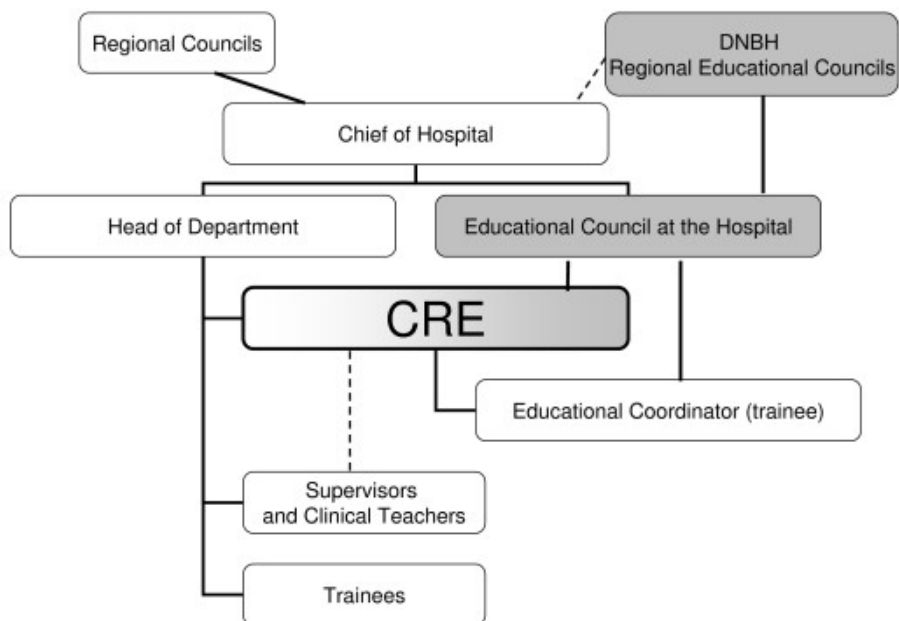 Regional Councils
DNBH
Regional Educational Councils
Chief of Hospital
Head of Department
Educational Council at the Hospital
CRE
Educational Coordinator (trainee)
Supervisors
and Clinical Teachers
Trainees